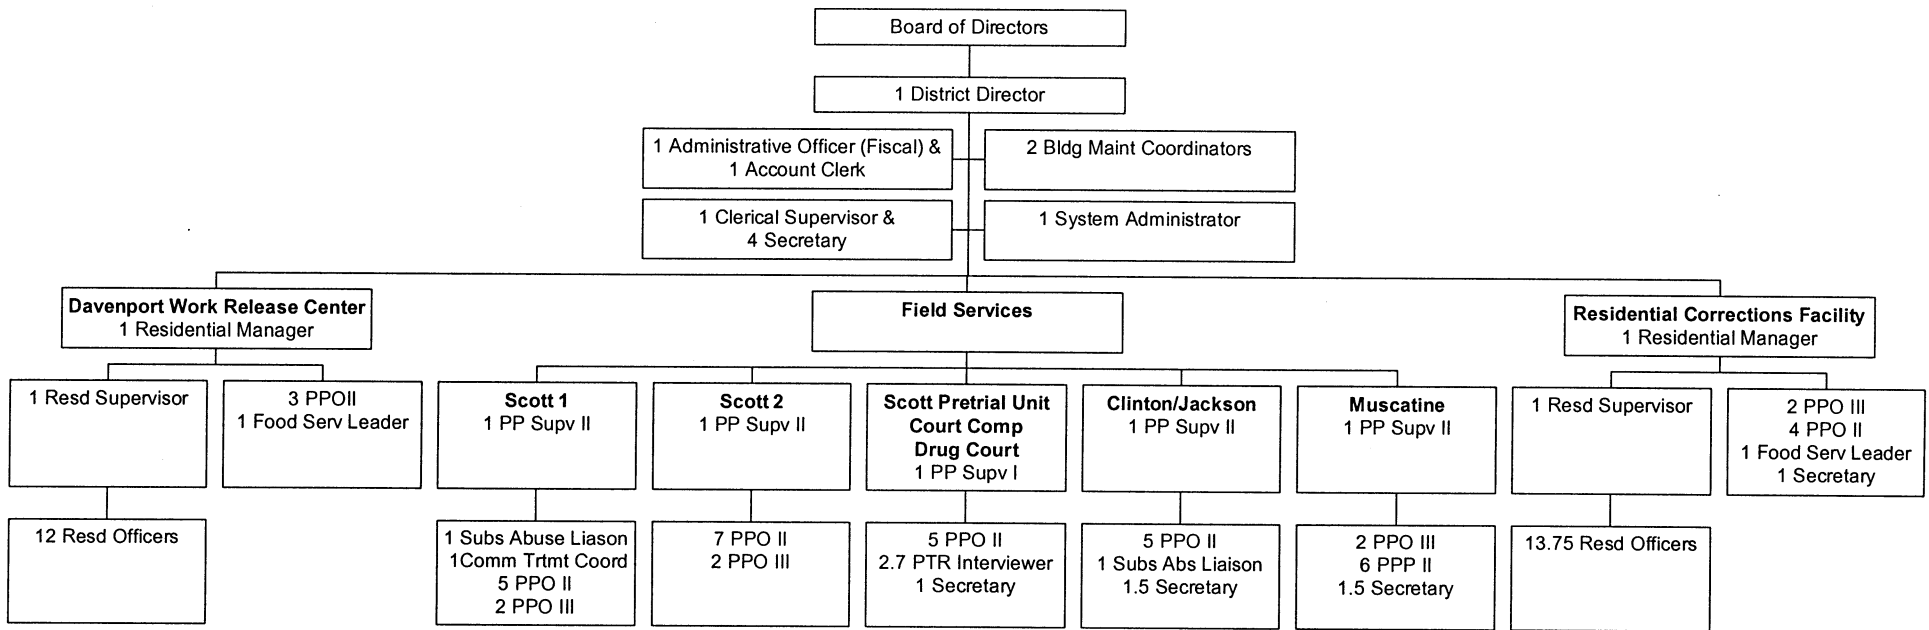 Board of Directors
1 District Director
1 Administrative Officer (Fiscal) &
1 Account Clerk
2 Bldg Maint Coordinators
1 Clerical Supervisor &
4 Secretary
1 System Administrator
Davenport Work Release Center
1 Residential Manager
Field Services
Residential Corrections Facility
1 Residential Manager
1 Resd Supervisor
3 PPOII
1 Food Serv Leader
Scott 1
1 PP Supv II
Scott 2
1 PP Supv II
Scott Pretrial Unit
Court Comp
Drug Court
1 PP Supv I
Clinton/Jackson
1 PP Supv II
Muscatine
1 PP Supv II
1 Resd Supervisor
2 PPO III
4 PPO II
1 Food Serv Leader
1 Secretary
12 Resd Officers
1 Subs Abuse Liason
1Comm Trtmt Coord
5 PPO II
2 PPO III
7 PPO II
2 PPO III
5 PPO II
2.7 PTR Interviewer
1 Secretary
5 PPO II
1 Subs Abs Liaison
1.5 Secretary
2 PPO III
6 PPP II
1.5 Secretary
13.75 Resd Officers